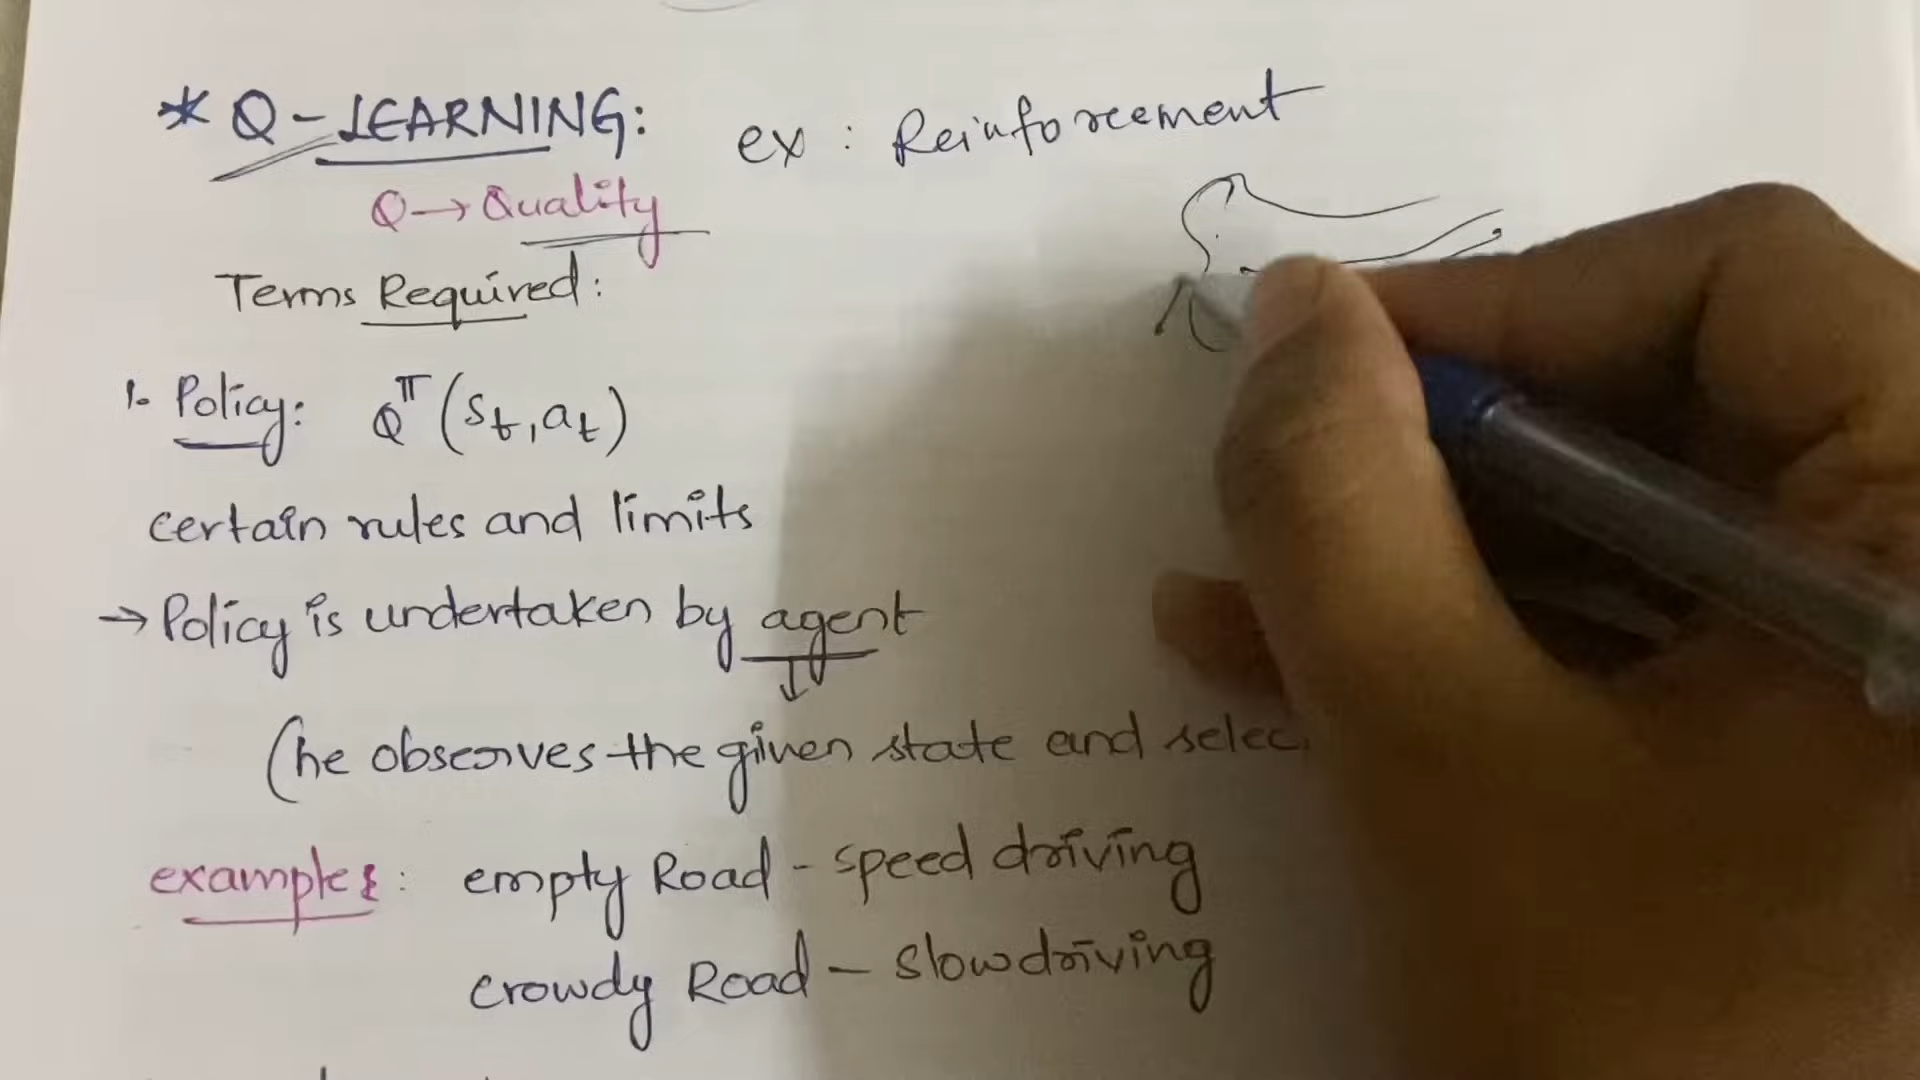 * Q-LEARNING: ex : Reinforcement
Q→Quality
Terms Required:
1. Policy: Q^π (s_t, a_t)
certain rules and limits
→ Policy is undertaken by agent
↓
(he observes the given state and
examples: empty Road - speed driving
crowdy Road - slow driving